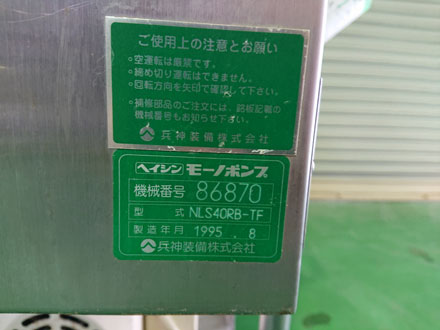 ご使用上の注意とお願い
○空運転は厳禁です。
○締め切り運転はできません。
○回転方向を矢印で確認して下さい。
○補修部品のご注文には、銘板記載の
機械番号もお知らせ下さい。
兵神装備株式会社
ヘイシン モーノポンプ
機械番号 86870
型式 NLS40RB-TF
製造年月 1995.8
兵神装備株式会社